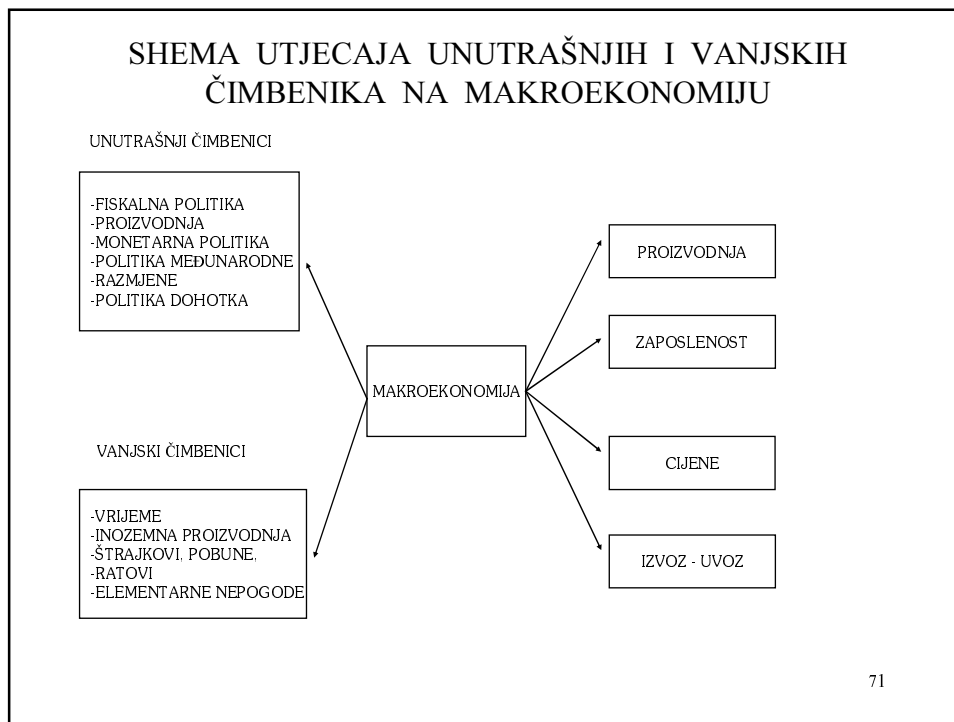 SHEMA UTJECAJA UNUTRAŠNJIH I VANJSKIH
ČIMBENIKA NA MAKROEKONOMIJU
UNUTRAŠNJI ČIMBENICI
-FISKALNA POLITIKA
-PROIZVODNJA
-MONETARNA POLITIKA
-POLITIKA MEĐUNARODNE
-RAZMJENE
-POLITIKA DOHOTKA
VANJSKI ČIMBENICI
-VRIJEME
-INOZEMNA PROIZVODNJA
-ŠTRAJKOVI, POBUNE,
-RATOVI
-ELEMENTARNE NEPOGODE
MAKROEKONOMIJA
PROIZVODNJA
ZAPOSLENOST
CIJENE
IZVOZ - UVOZ
71